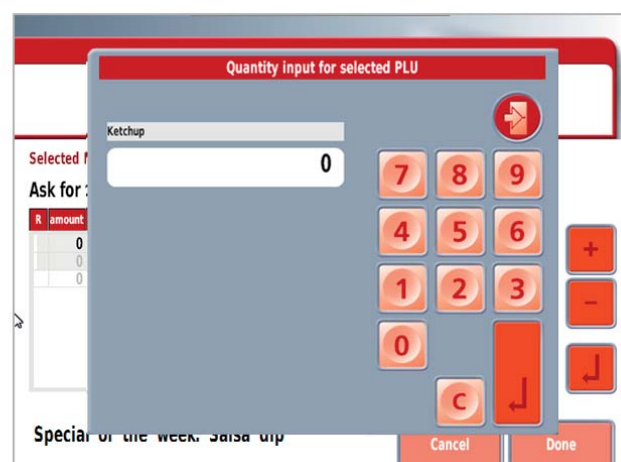 Quantity input for selected PLU
Ketchup
0
7 8 9
4 5 6
1 2 3
0
C
Selected
Ask for
R amount
0
0
0
+
-
Special of the week: Salsa dip
Cancel Done